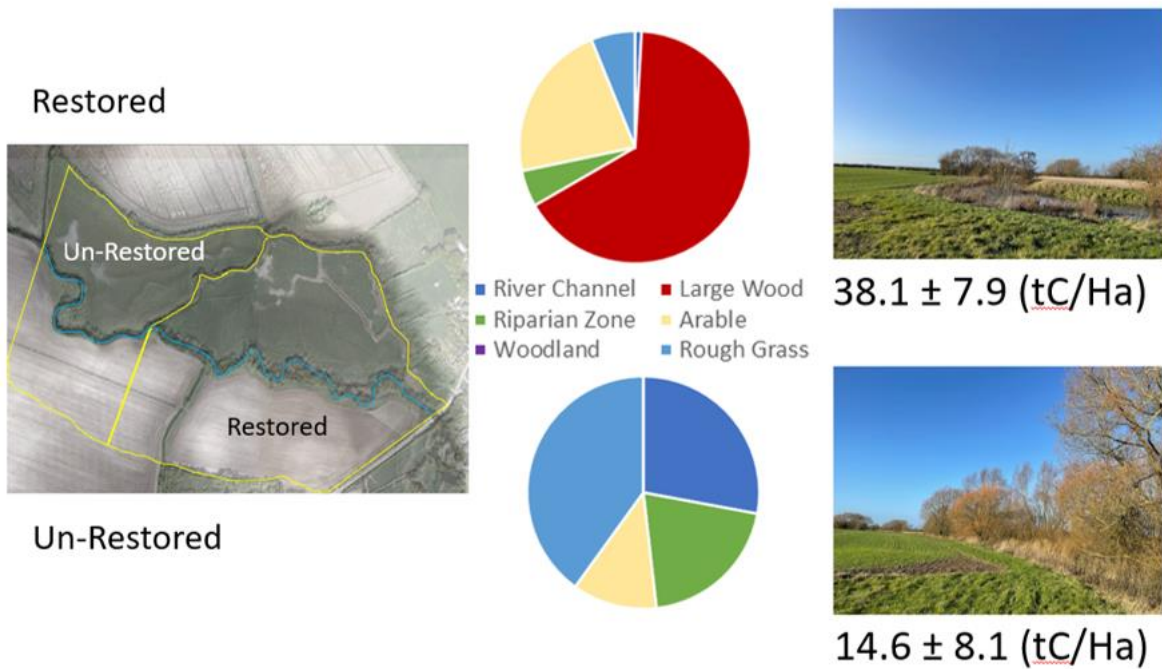 Restored
Un-Restored
Restored
Un-Restored
River Channel
Large Wood
Riparian Zone
Arable
Woodland
Rough Grass
38.1 ± 7.9 (tC/Ha)
14.6 ± 8.1 (tC/Ha)